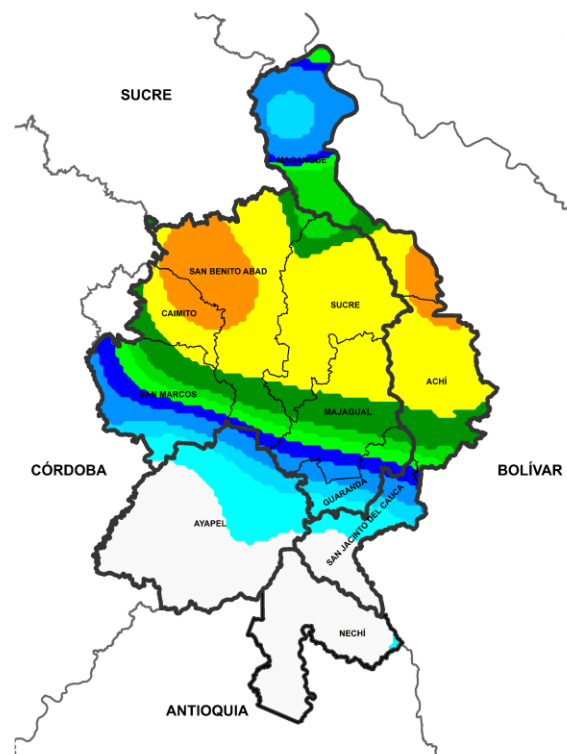 SUCRE
MAGANGUE
SAN BENITO ABAD
SUCRE
CAIMITO
ACHÍ
SAN MARCOS
MAJAGUAL
CÓRDOBA
BOLÍVAR
GUARANDA
AYAPEL
SAN JACINTO DEL CAUCA
NECHÍ
ANTIOQUIA